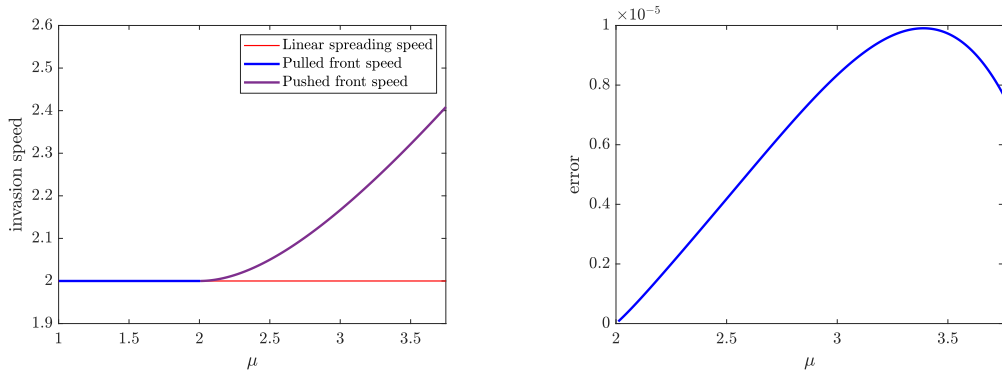 2.6
2.5
2.4
2.3
2.2
2.1
2
1.9
invasion speed
Linear spreading speed
Pulled front speed
Pushed front speed
1 1.5 2 2.5 3 3.5
μ
×10⁻⁵
1
0.8
0.6
0.4
0.2
0
error
2 2.5 3 3.5
μ